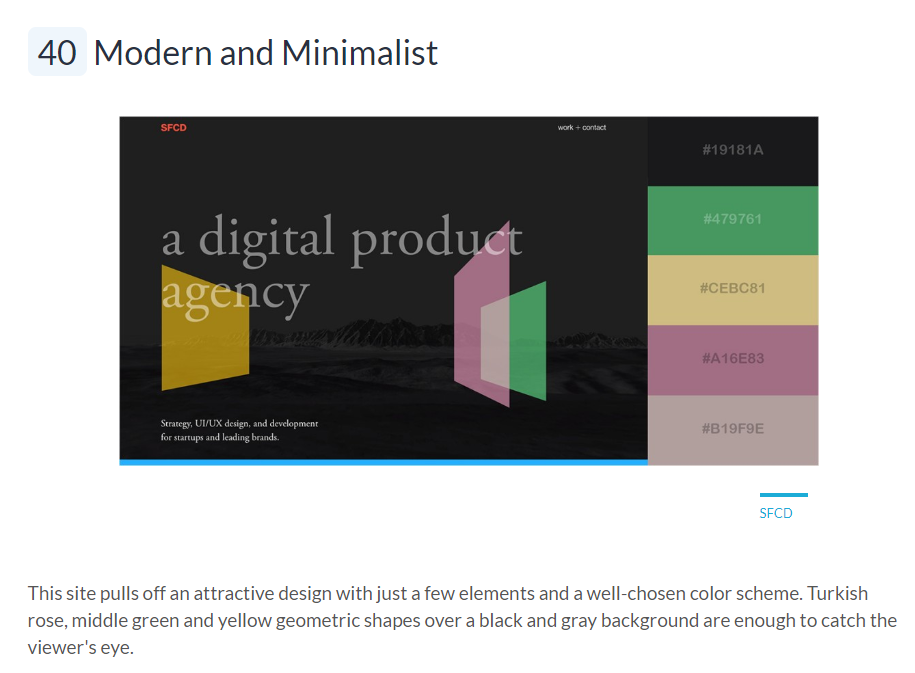 40 Modern and Minimalist
SFCD
work + contact
a digital product
agency
Strategy, UI/UX design, and development
for startups and leading brands.
#19181A
#479761
#CEBC81
#A16E83
#B19F9E
SFCD
This site pulls off an attractive design with just a few elements and a well-chosen color scheme. Turkish
rose, middle green and yellow geometric shapes over a black and gray background are enough to catch the
viewer's eye.